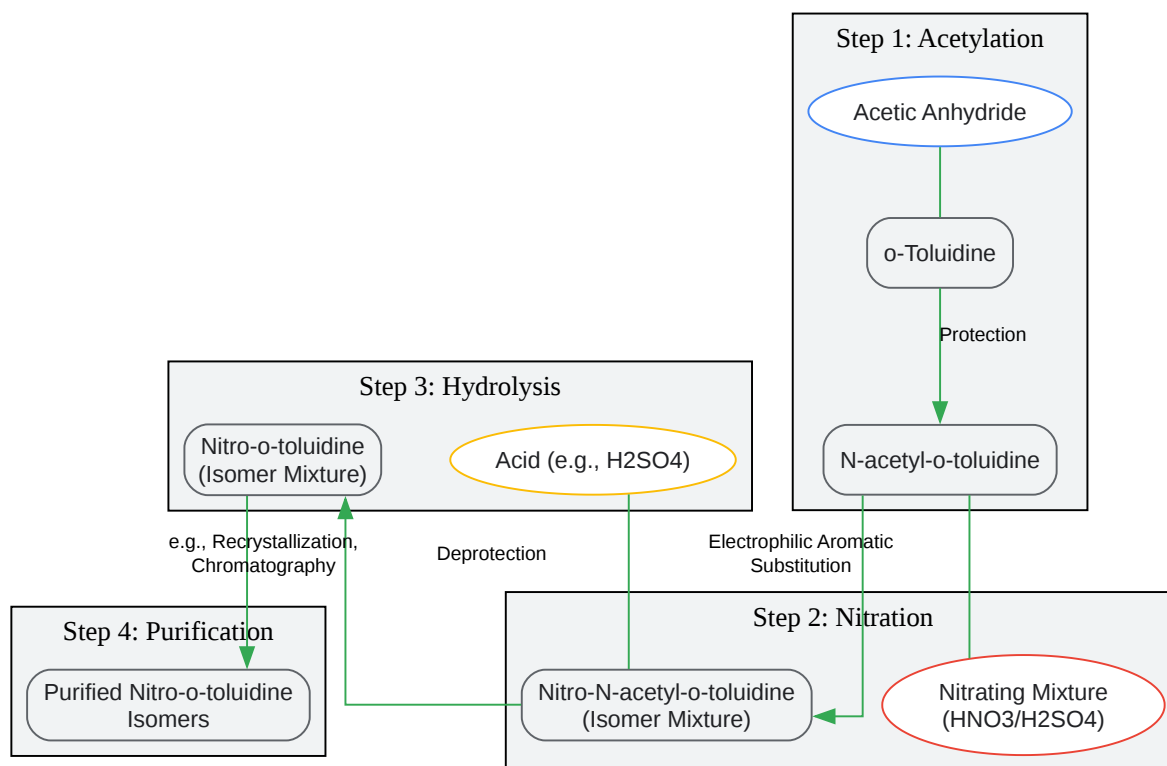 Step 1: Acetylation
Acetic Anhydride
o-Toluidine
Protection
N-acetyl-o-toluidine
Step 3: Hydrolysis
Nitro-o-toluidine
(Isomer Mixture)
Acid (e.g., H2SO4)
e.g., Recrystallization,
Chromatography
Deprotection
Electrophilic Aromatic
Substitution
Step 4: Purification
Purified Nitro-o-toluidine
Isomers
Step 2: Nitration
Nitro-N-acetyl-o-toluidine
(Isomer Mixture)
Nitrating Mixture
(HNO3/H2SO4)